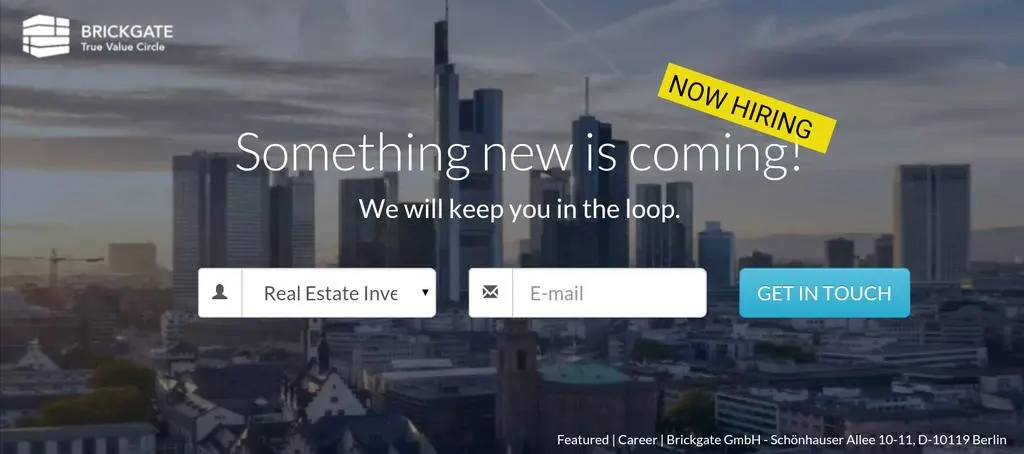 BRICKGATE
True Value Circle
NOW HIRING
Something new is coming!
We will keep you in the loop.
Real Estate Inve
E-mail
GET IN TOUCH
Featured | Career | Brickgate GmbH - Schönhauser Allee 10-11, D-10119 Berlin